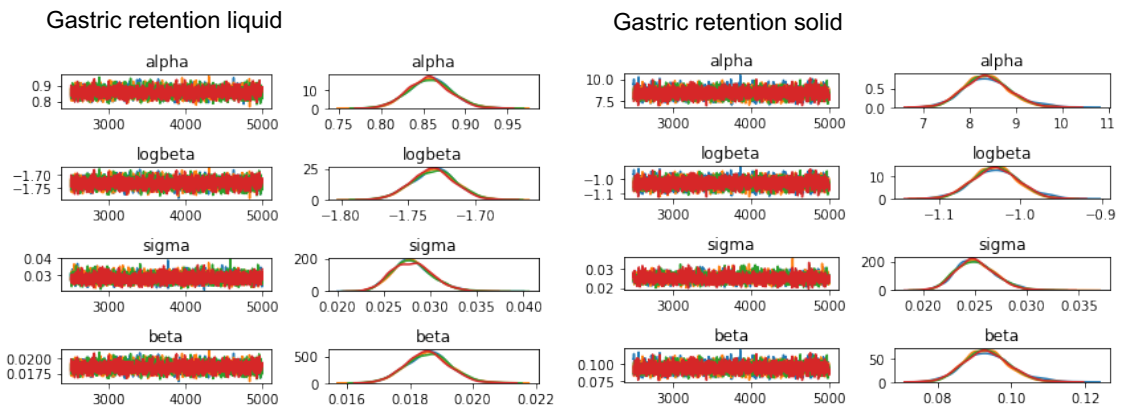 Gastric retention liquid
Gastric retention solid
alpha
0.9
0.8
3000 4000 5000
alpha
10
0
0.75 0.80 0.85 0.90 0.95
alpha
10.0
7.5
3000 4000 5000
alpha
0.5
0.0
7 8 9 10 11
logbeta
−1.70
−1.75
3000 4000 5000
logbeta
25
0
−1.80 −1.75 −1.70
logbeta
−1.0
−1.1
3000 4000 5000
logbeta
10
0
−1.1 −1.0 −0.9
sigma
0.04
0.03
3000 4000 5000
sigma
200
0
0.020 0.025 0.030 0.035 0.040
sigma
0.03
0.02
3000 4000 5000
sigma
200
0
0.020 0.025 0.030 0.035
beta
0.0200
0.0175
3000 4000 5000
beta
500
0
0.016 0.018 0.020 0.022
beta
0.100
0.075
3000 4000 5000
beta
50
0
0.08 0.10 0.12